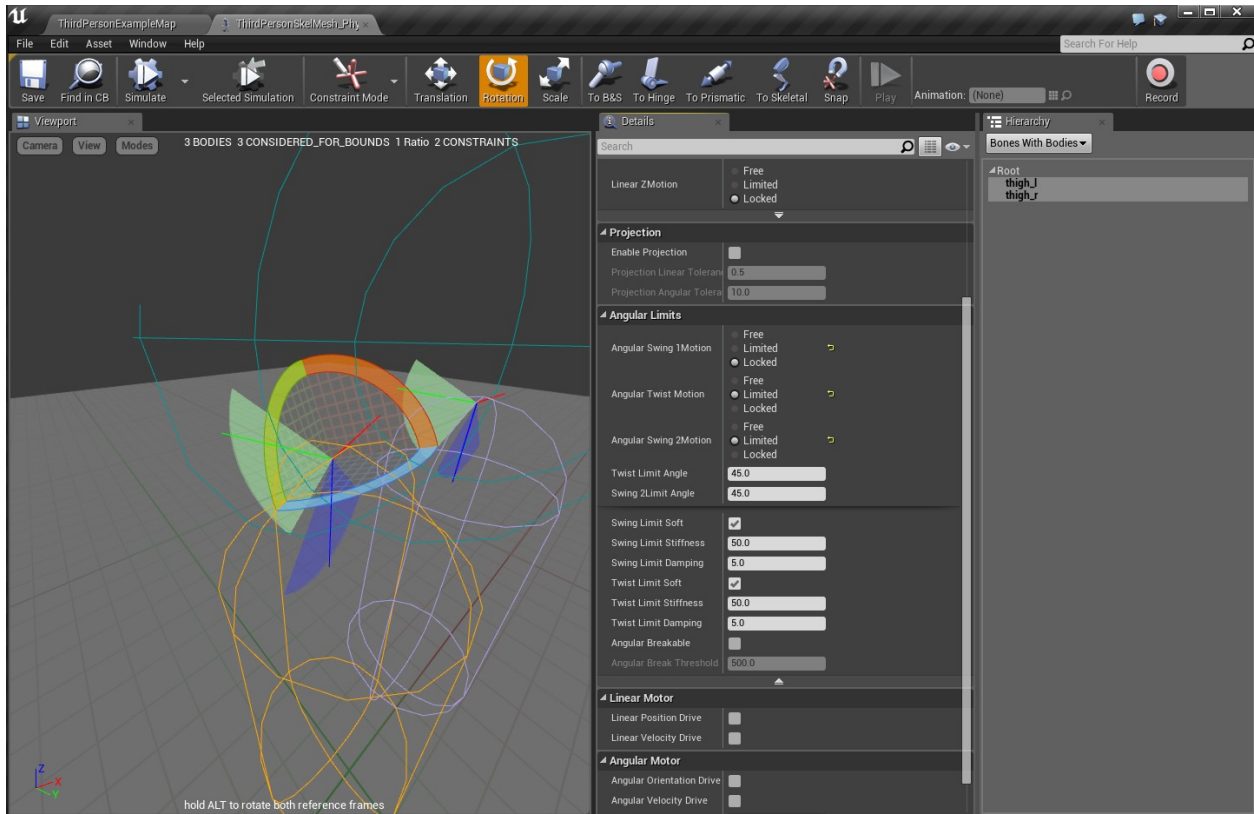 ThirdPersonExampleMap
ThirdPersonSkelMesh_Phy
File Edit Asset Window Help
Search For Help
Save Find in CB Simulate Selected Simulation Constraint Mode Translation Rotation Scale To B&S To Hinge To Prismatic To Skeletal Snap Play Animation: (None) Record
Viewport
Camera View Modes
3 BODIES 3 CONSIDERED_FOR_BOUNDS 1 Ratio 2 CONSTRAINTS
Z
X
Y
hold ALT to rotate both reference frames
Details
Search
Linear ZMotion
Free
Limited
Locked
Projection
Enable Projection
Projection Linear Toleran 0.5
Projection Angular Tolera 10.0
Angular Limits
Angular Swing 1Motion
Free
Limited
Locked
Angular Twist Motion
Free
Limited
Locked
Angular Swing 2Motion
Free
Limited
Locked
Twist Limit Angle 45.0
Swing 2Limit Angle 45.0
Swing Limit Soft
Swing Limit Stiffness 50.0
Swing Limit Damping 5.0
Twist Limit Soft
Twist Limit Stiffness 50.0
Twist Limit Damping 5.0
Angular Breakable
Angular Break Threshold 500.0
Linear Motor
Linear Position Drive
Linear Velocity Drive
Angular Motor
Angular Orientation Drive
Angular Velocity Drive
Hierarchy
Bones With Bodies
Root
thigh_l
thigh_r